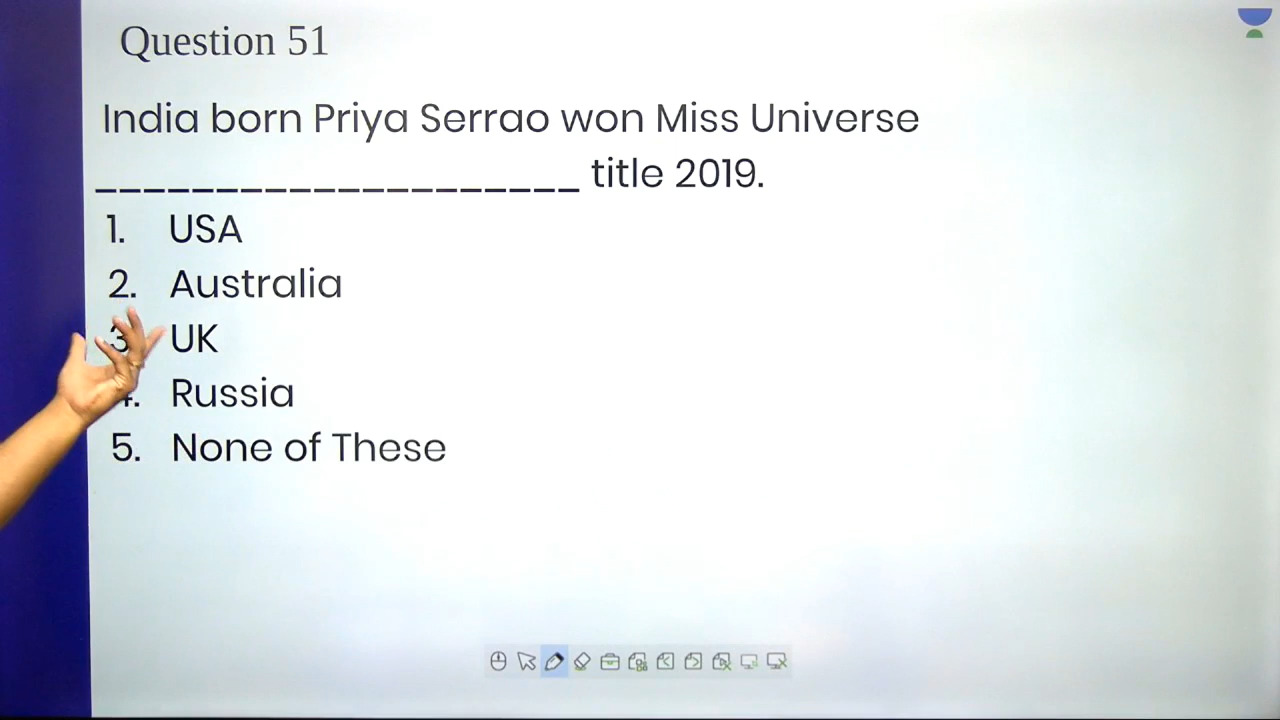 Question 51
India born Priya Serrao won Miss Universe
____________________ title 2019.
1. USA
2. Australia
3. UK
4. Russia
5. None of These